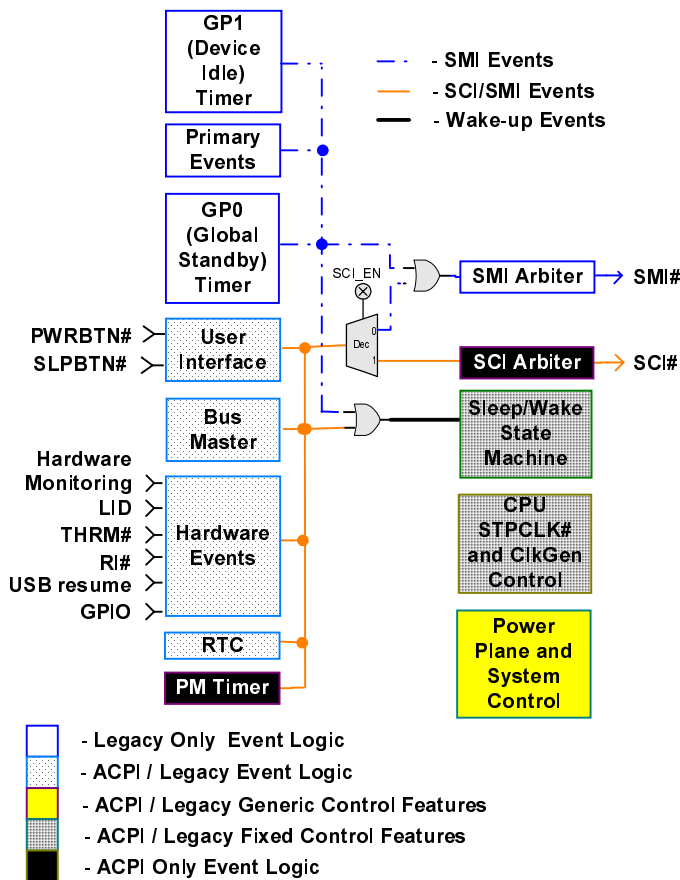 GP1
(Device
Idle)
Timer
- SMI Events
- SCI/SMI Events
- Wake-up Events
Primary
Events
GP0
(Global
Standby)
Timer
SCI_EN
SMI Arbiter
SMI#
PWRBTN#
SLPBTN#
User
Interface
0
Dec
1
SCI Arbiter
SCI#
Bus
Master
Sleep/Wake
State
Machine
Hardware
Monitoring
LID
THRM#
RI#
USB resume
GPIO
Hardware
Events
CPU
STPCLK#
and ClkGen
Control
RTC
PM Timer
Power
Plane and
System
Control
- Legacy Only Event Logic
- ACPI / Legacy Event Logic
- ACPI / Legacy Generic Control Features
- ACPI / Legacy Fixed Control Features
- ACPI Only Event Logic